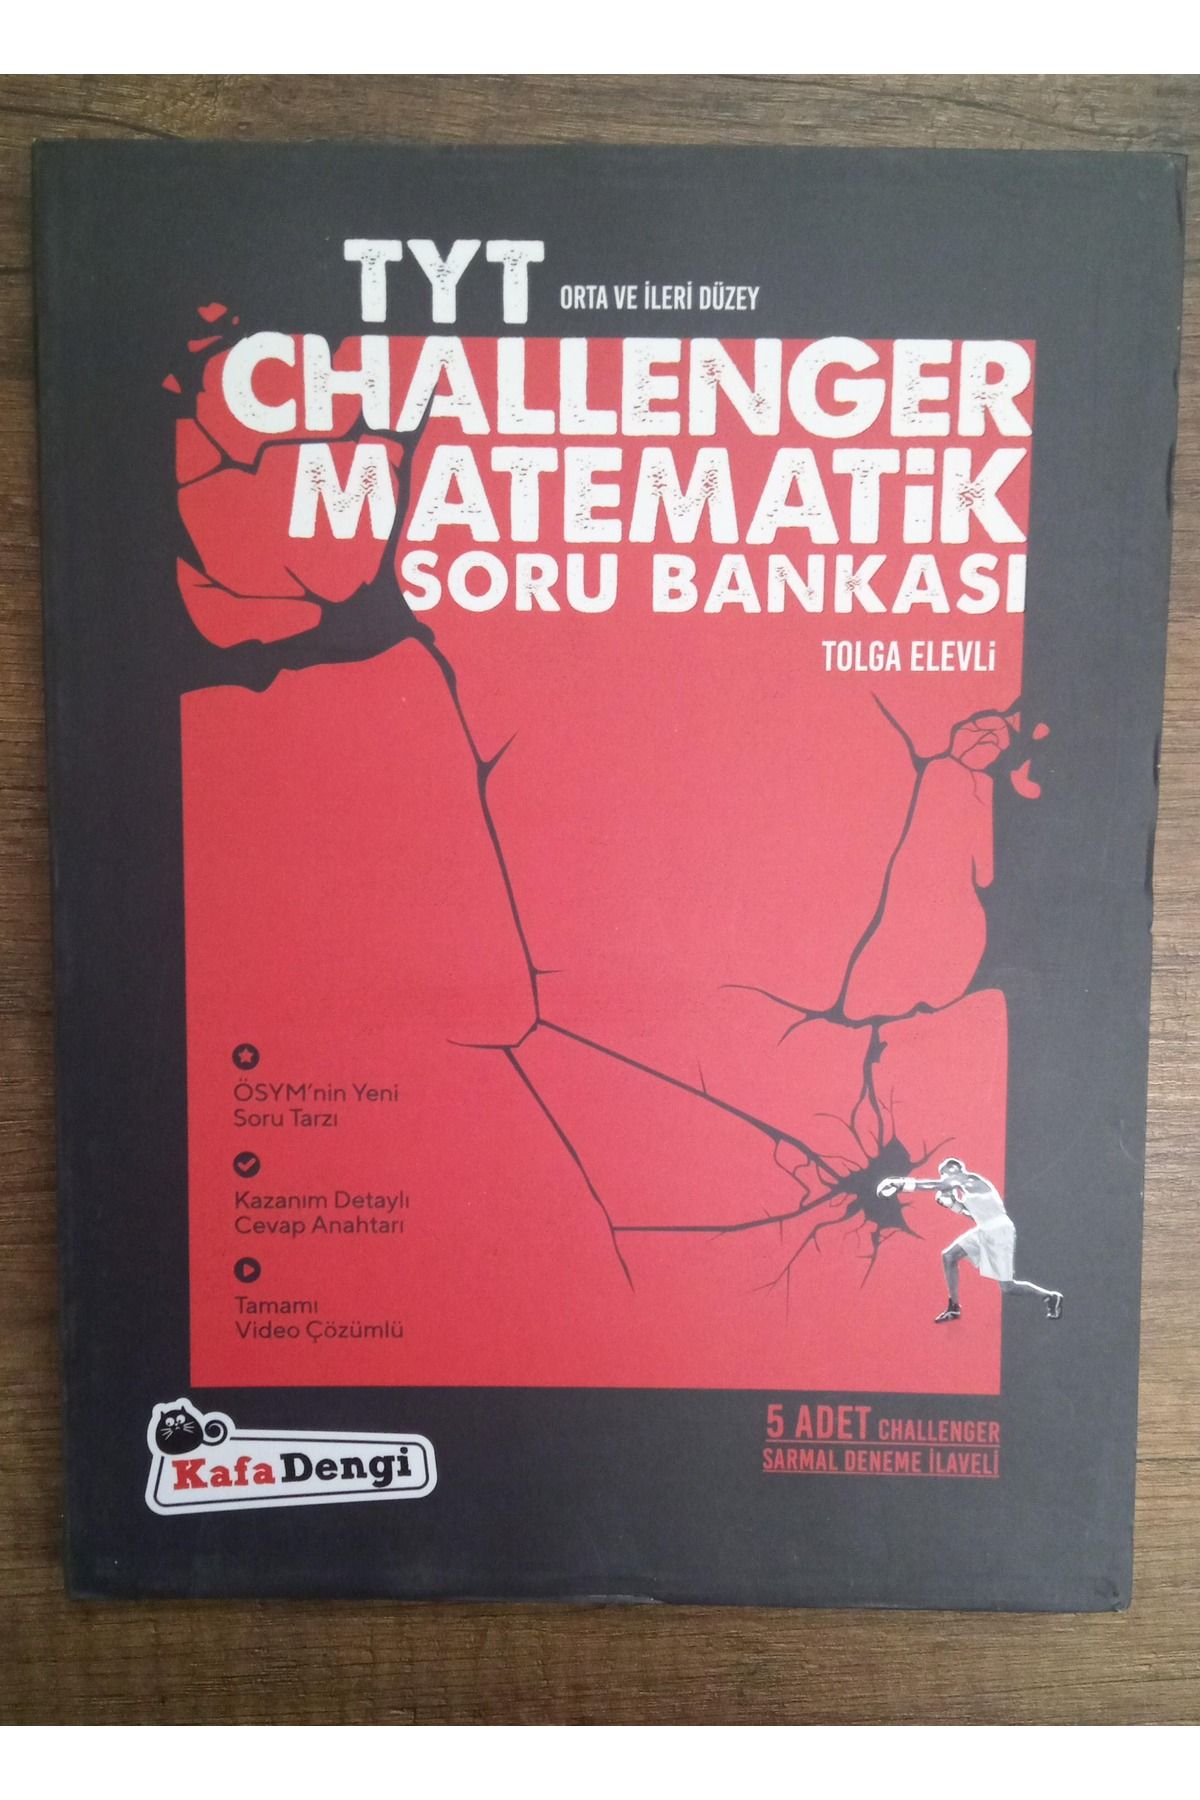 TYT ORTA VE İLERİ DÜZEY
CHALLENGER
MATEMATİK
SORU BANKASI
TOLGA ELEVLİ
ÖSYM'nin Yeni
Soru Tarzı
Kazanım Detaylı
Cevap Anahtarı
Tamamı
Video Çözümlü
Kafa Dengi
5 ADET CHALLENGER
SARMAL DENEME İLAVELİ